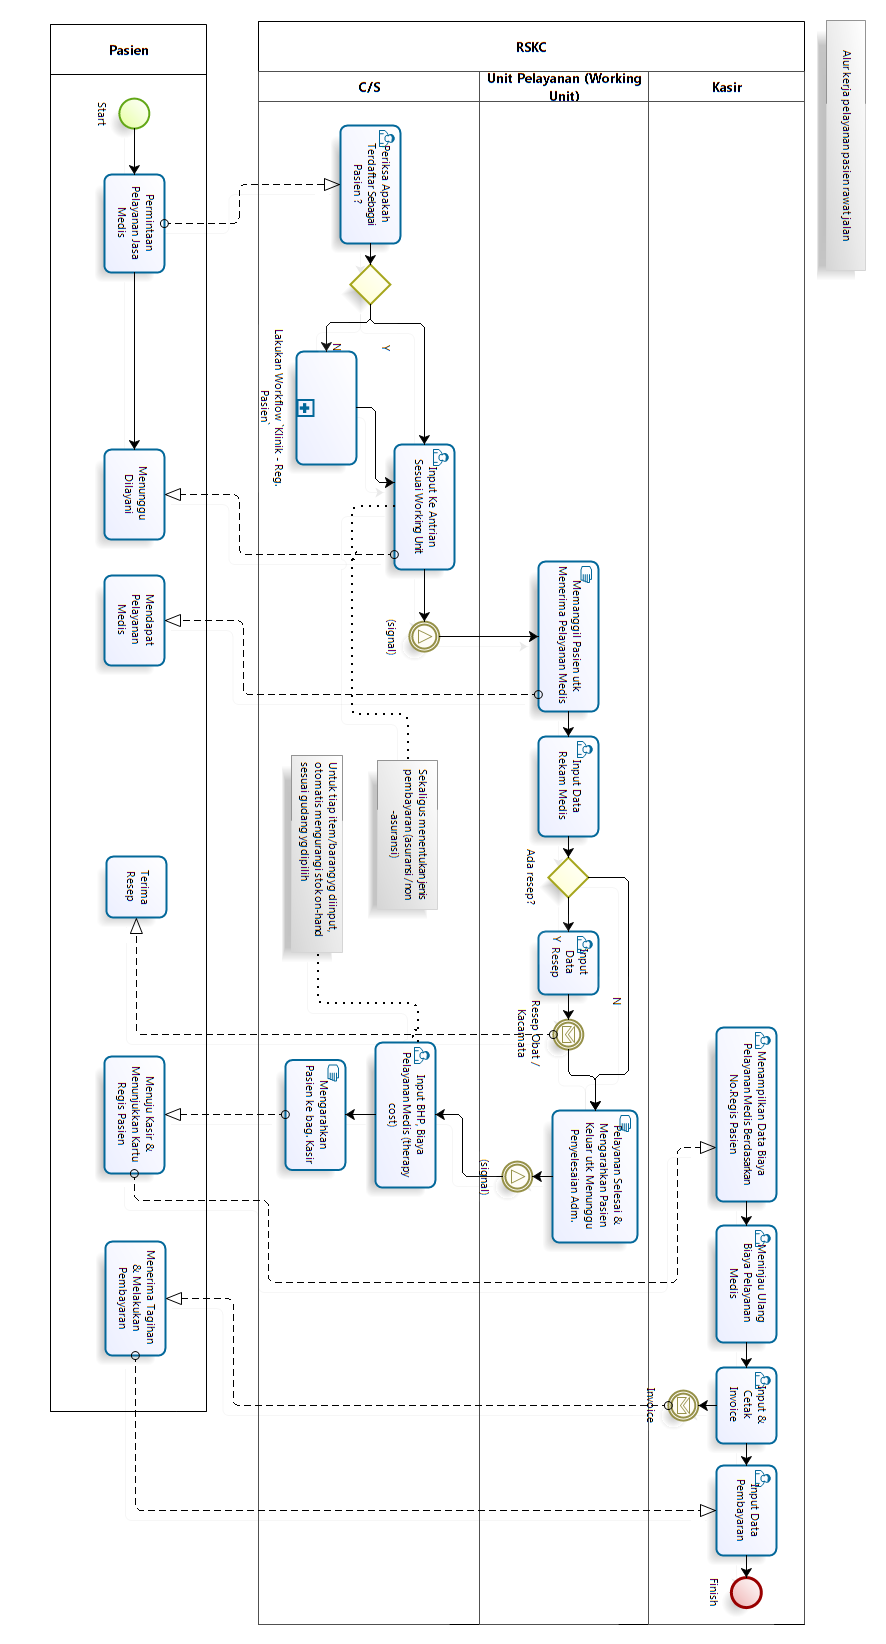 Alur kerja pelayanan pasien rawat jalan
Pasien
RSKC
C/S
Unit Pelayanan (Working
Unit)
Kasir
Start
Permintaan
Pelayanan Jasa
Medis
Periksa Apakah
Terdaftar Sebagai
Pasien ?
N
Y
Lakukan Workflow `Klinik - Reg.
Pasien`
Input Ke Antrian
Sesuai Working Unit
Menunggu
Dilayani
(signal)
Memanggil Pasien utk
Menerima Pelayanan Medis
Mendapat
Pelayanan
Medis
Input Data
Rekam Medis
Sekaligus menentukan jenis
pembayaran (asuransi / non
-asuransi)
Untuk tiap item/barang yg diinput,
otomatis mengurangi stok on-hand
sesuai gudang yg dipilih
Ada resep?
Y
N
Input
Data
Resep
Terima
Resep
Resep Obat /
Kacamata
Pelayanan Selesai &
Mengarahkan Pasien
Keluar utk Menunggu
Penyelesaian Adm.
(signal)
Input BHP, Biaya
Pelayanan Medis (therapy
cost)
Mengarahkan
Pasien ke bag. Kasir
Menuju Kasir &
Menunjukkan Kartu
Regis Pasien
Menampilkan Data Biaya
Pelayanan Medis Berdasarkan
No.Regis Pasien
Meninjau Ulang
Biaya Pelayanan
Medis
Input &
Cetak
Invoice
Invoice
Menerima Tagihan
& Melakukan
Pembayaran
Input Data
Pembayaran
Finish